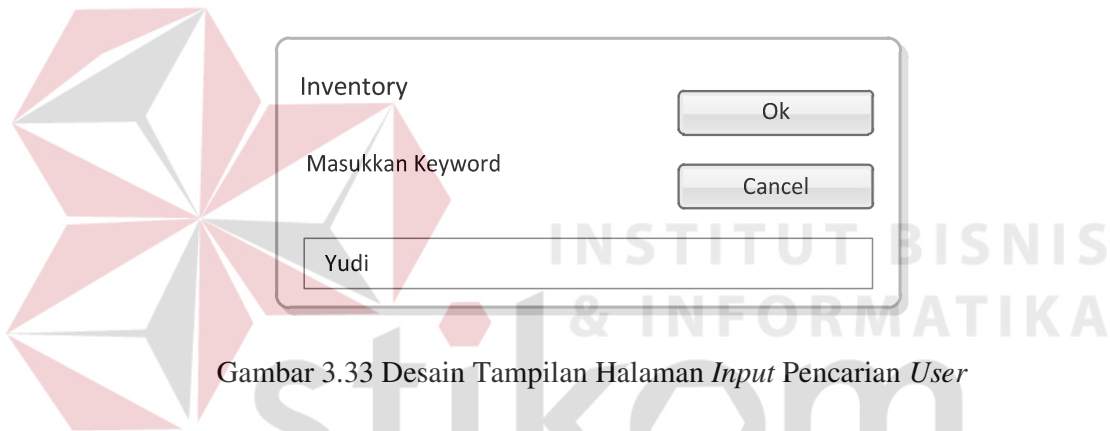 Inventory
Ok
Masukkan Keyword
Cancel
Yudi
INSTITUT BISNIS
& INFORMATIKA
stikom
Gambar 3.33 Desain Tampilan Halaman Input Pencarian User